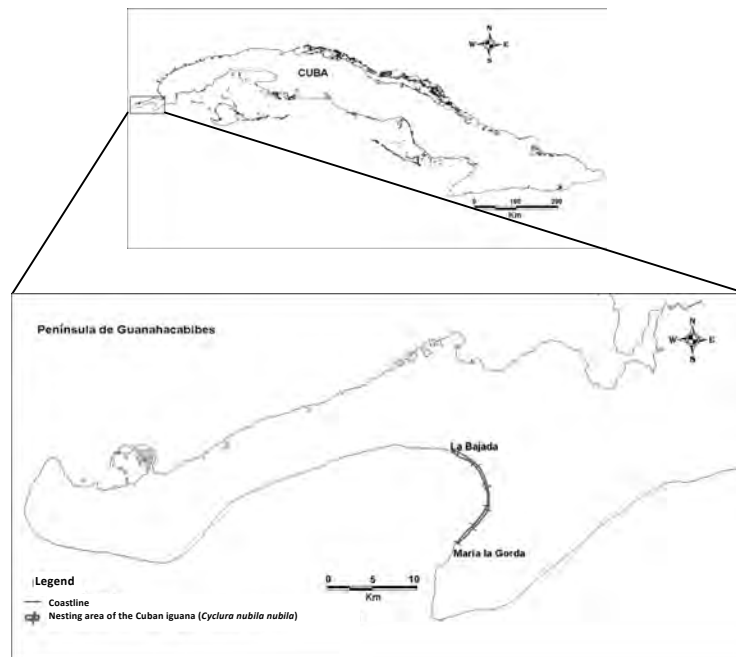 N
W E
S
CUBA
0 100 200
Km
Península de Guanahacabibes
N
W E
S
La Bajada
María la Gorda
Legend
0 5 10
Km
Coastline
Nesting area of the Cuban iguana (Cyclura nubila nubila)